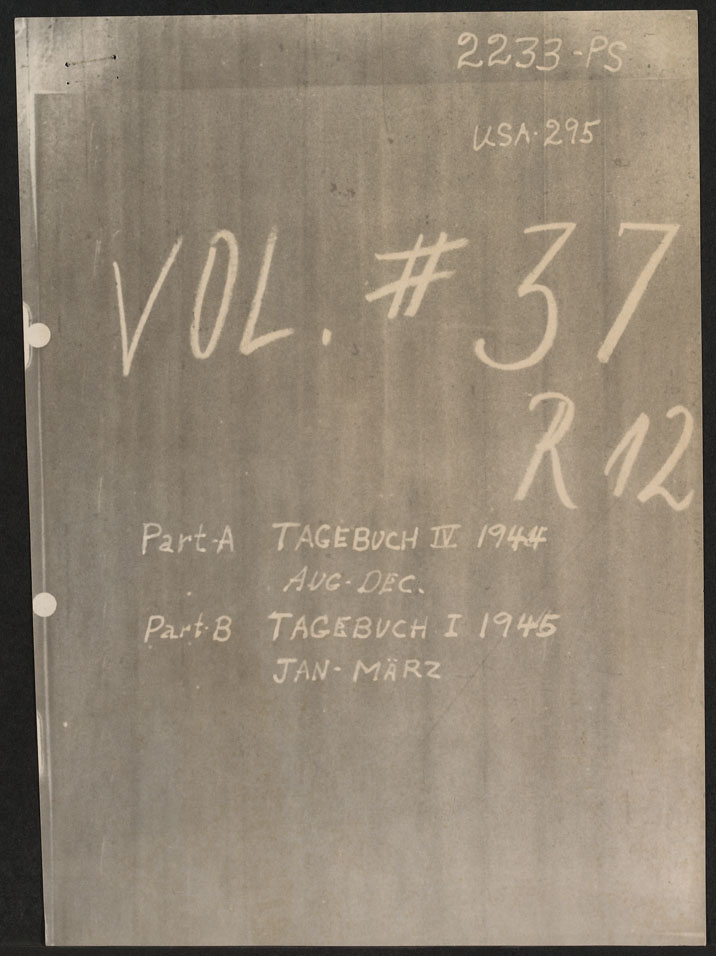 2233-PS
USA-295
VOL. # 37
R 12
Part-A TAGEBUCH IV 1944
AUG-DEC.
Part-B TAGEBUCH I 1945
JAN-MÄRZ